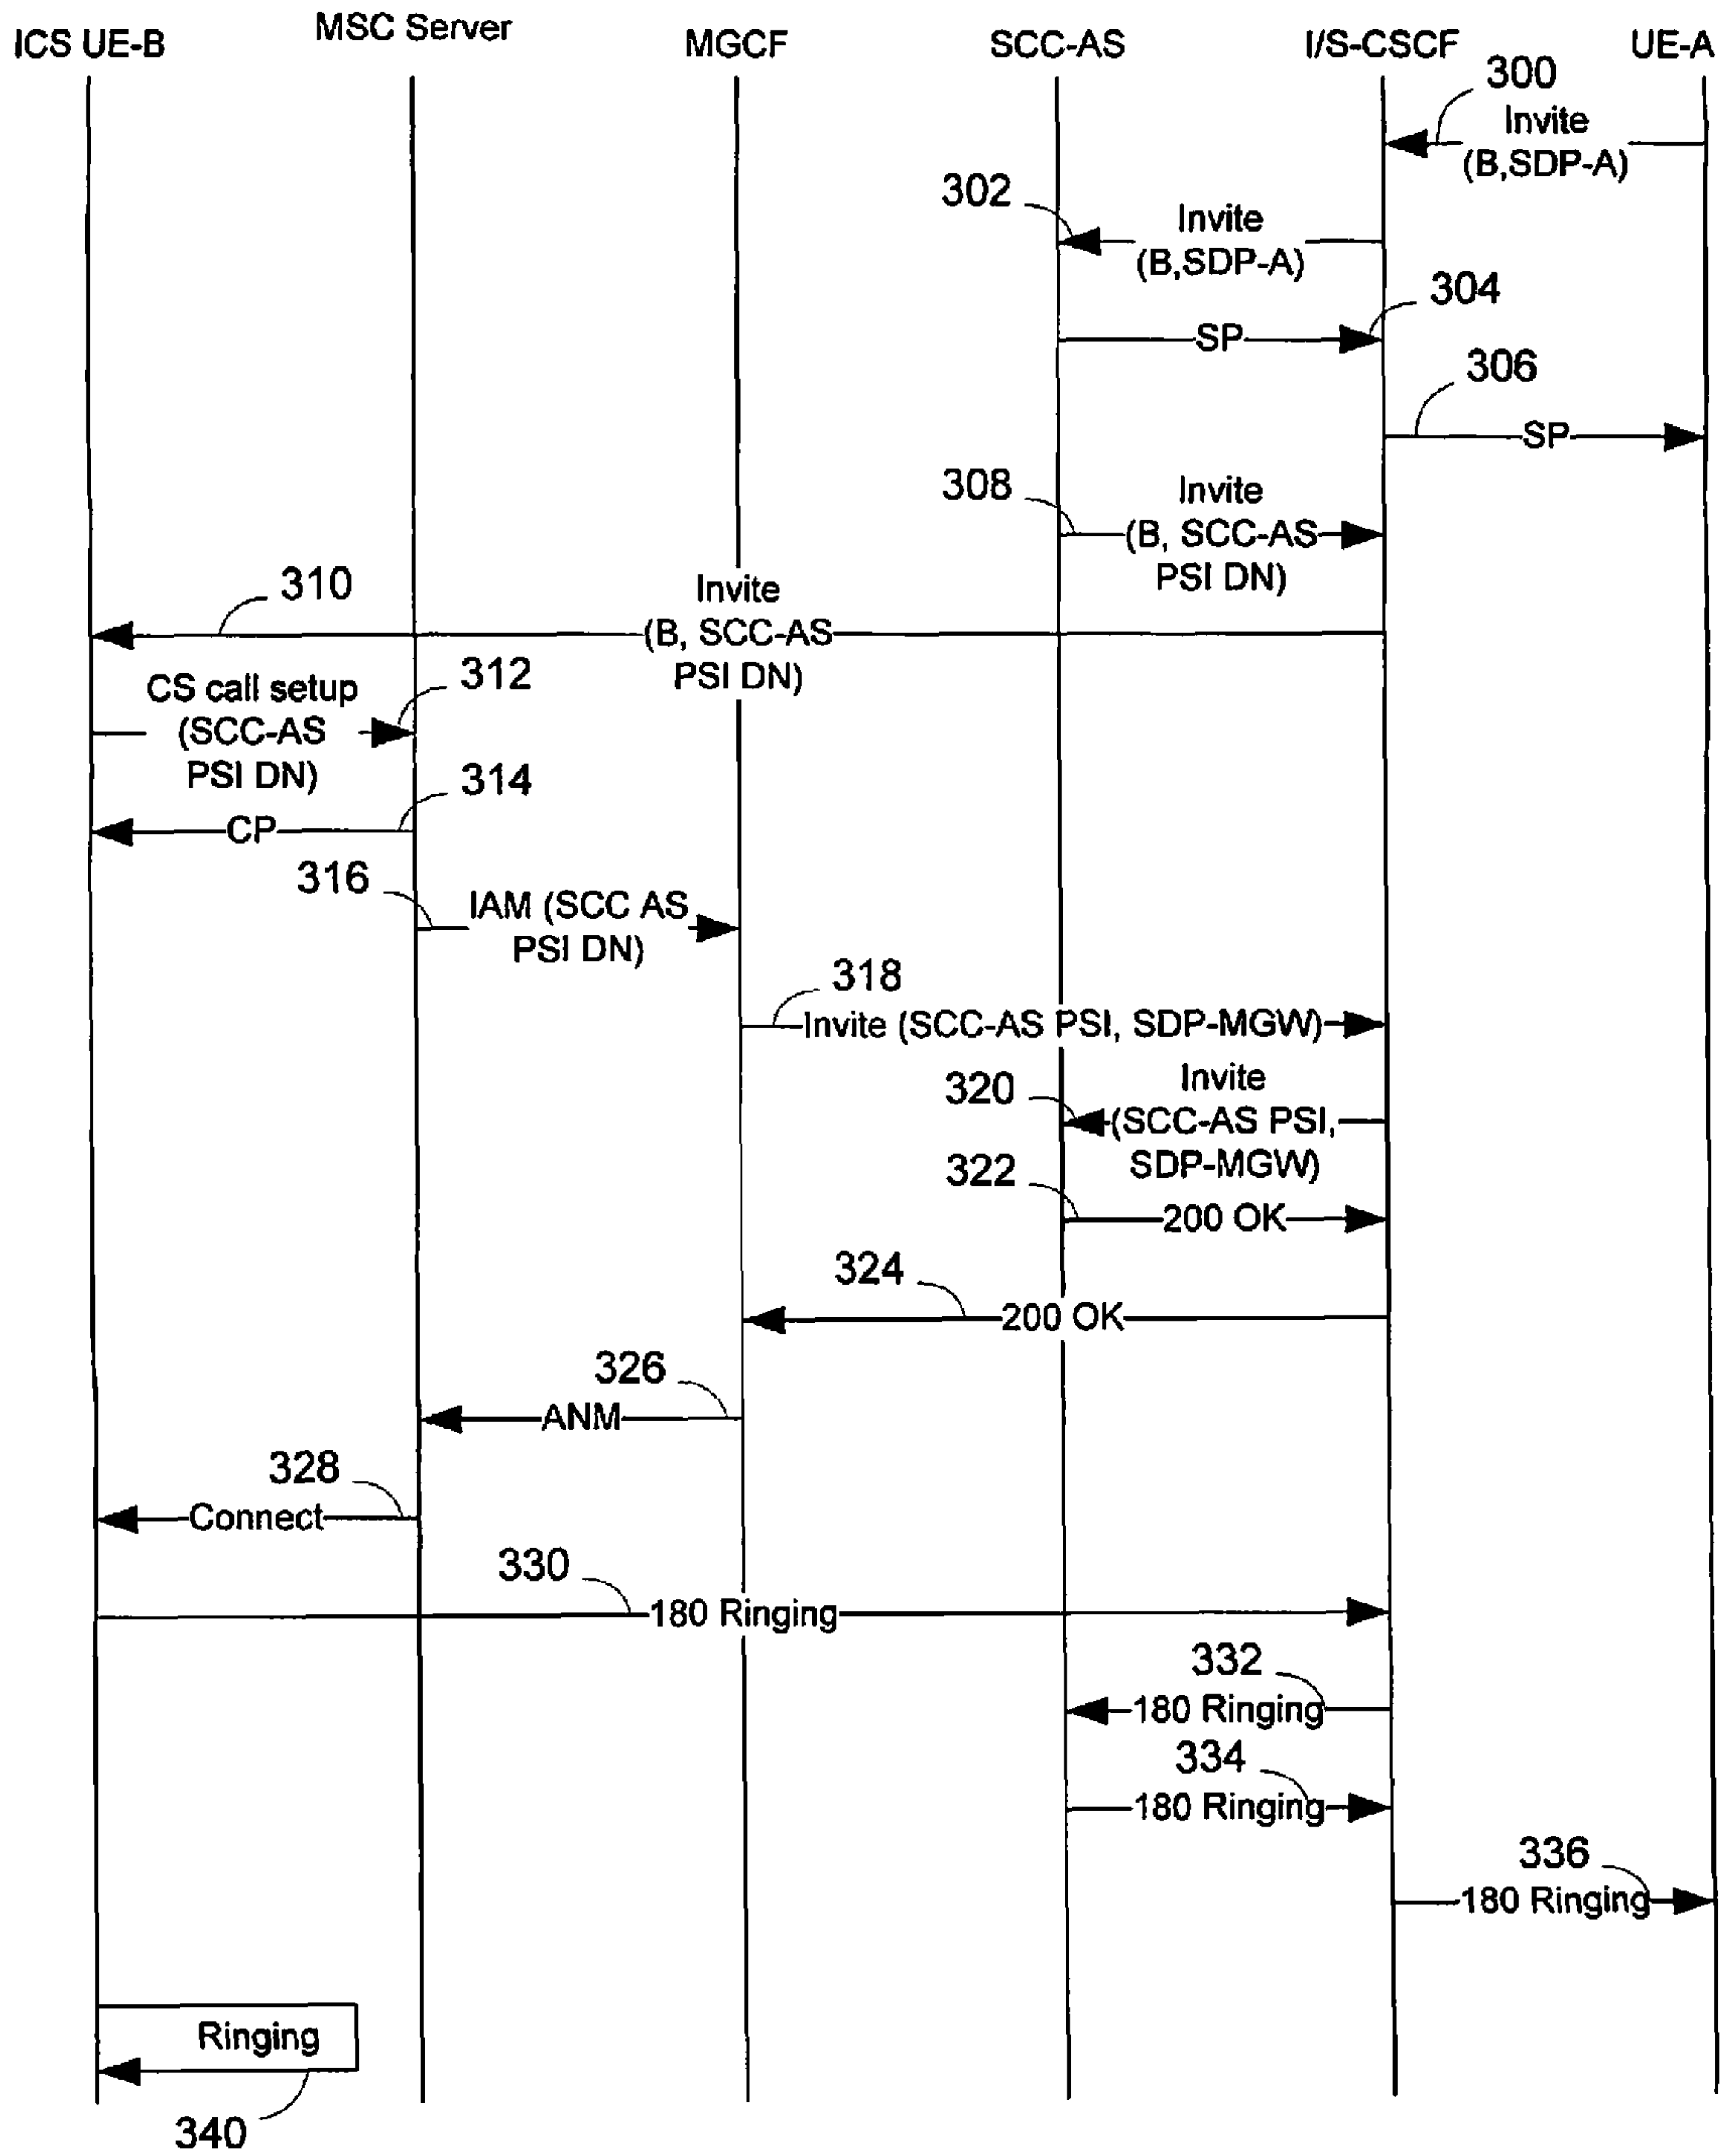 ICS UE-B
MSC Server
MGCF
SCC-AS
I/S-CSCF
UE-A
300
Invite
(B,SDP-A)
302
Invite
(B,SDP-A)
304
SP
306
SP
308
Invite
(B, SCC-AS
PSI DN)
310
Invite
(B, SCC-AS
PSI DN)
312
CS call setup
(SCC-AS
PSI DN)
314
CP
316
IAM (SCC AS
PSI DN)
318
Invite (SCC-AS PSI, SDP-MGW)
320
Invite
(SCC-AS PSI,
SDP-MGW)
322
200 OK
324
200 OK
326
ANM
328
Connect
330
180 Ringing
332
180 Ringing
334
180 Ringing
336
180 Ringing
Ringing
340